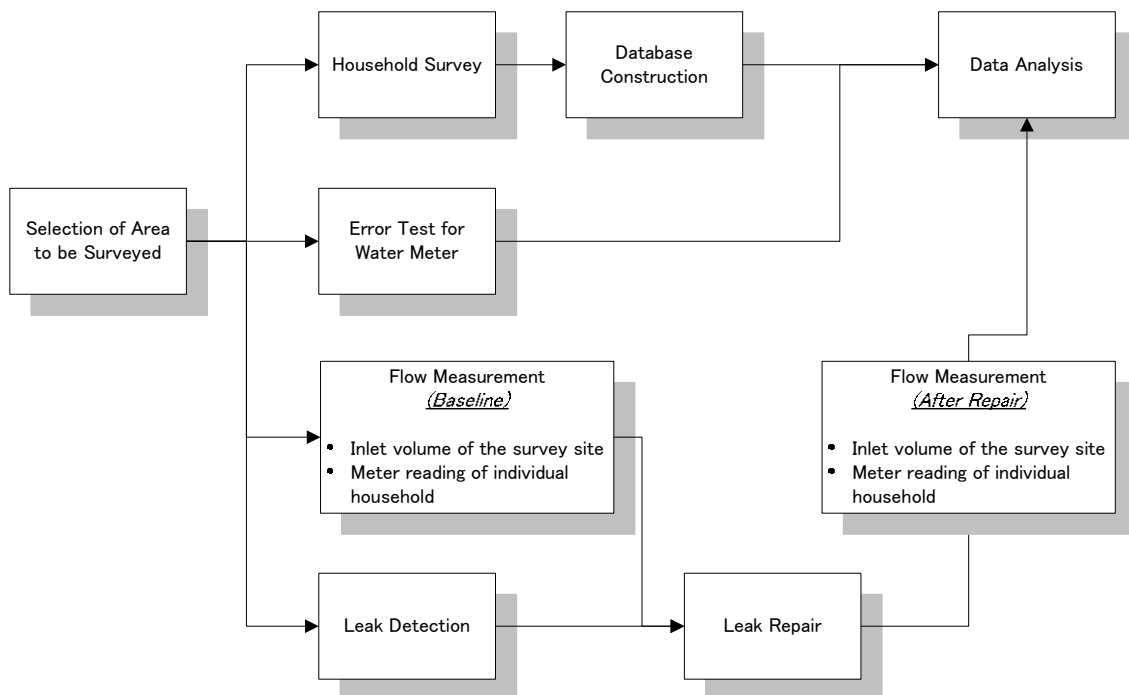 Household Survey
Database
Construction
Data Analysis
Selection of Area
to be Surveyed
Error Test for
Water Meter
Flow Measurement
(Baseline)
• Inlet volume of the survey site
• Meter reading of individual
household
Flow Measurement
(After Repair)
• Inlet volume of the survey site
• Meter reading of individual
household
Leak Detection
Leak Repair